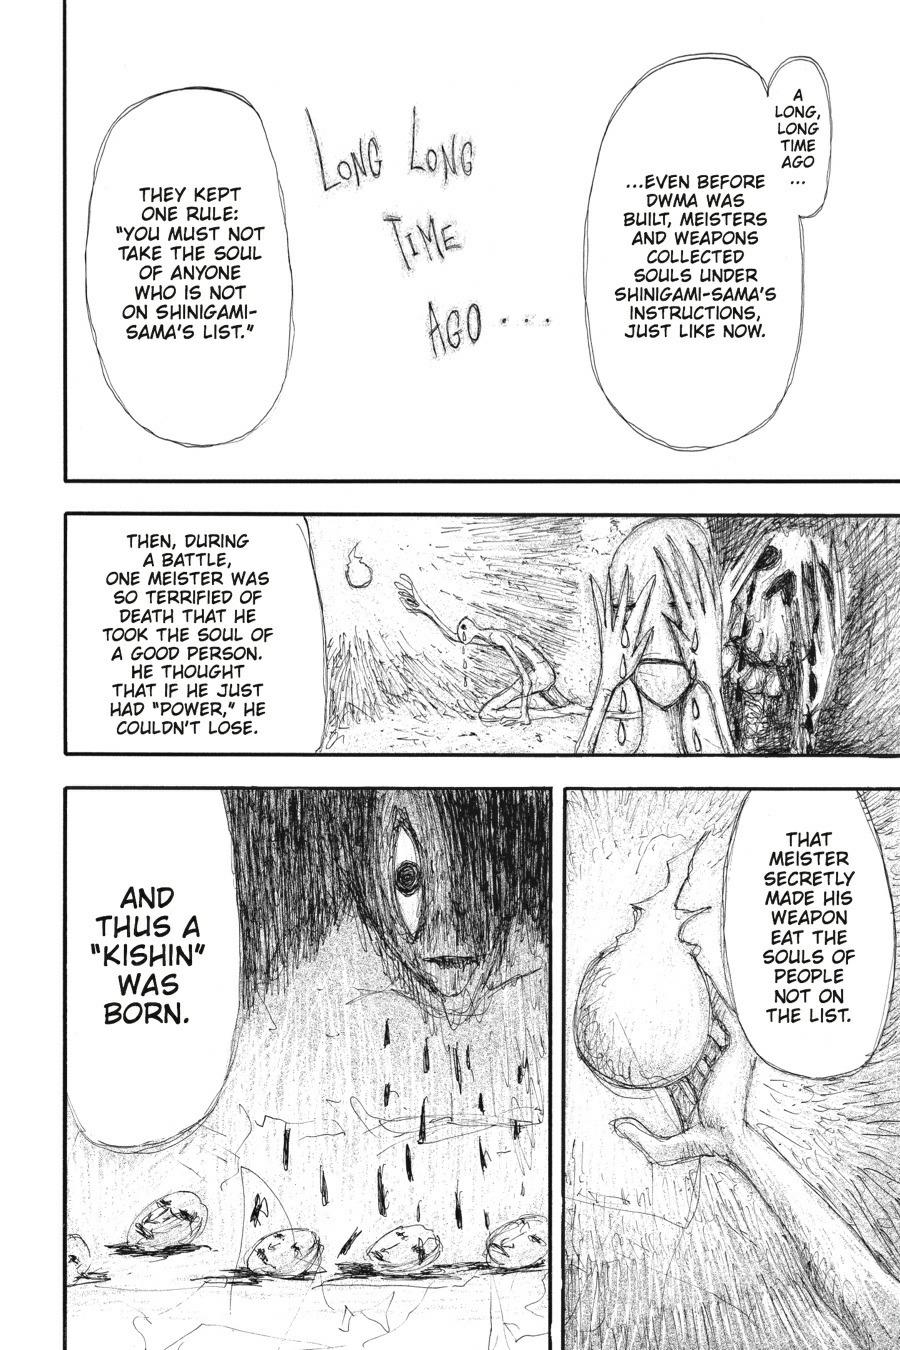 A
LONG,
LONG
TIME
AGO
...
...EVEN BEFORE
DWMA WAS
BUILT, MEISTERS
AND WEAPONS
COLLECTED
SOULS UNDER
SHINIGAMI-SAMA'S
INSTRUCTIONS,
JUST LIKE NOW.
LONG LONG
TIME
AGO...
THEY KEPT
ONE RULE:
"YOU MUST NOT
TAKE THE SOUL
OF ANYONE
WHO IS NOT
ON SHINIGAMI-
SAMA'S LIST."
THEN, DURING
A BATTLE,
ONE MEISTER WAS
SO TERRIFIED OF
DEATH THAT HE
TOOK THE SOUL OF
A GOOD PERSON.
HE THOUGHT
THAT IF HE JUST
HAD "POWER," HE
COULDN'T LOSE.
THAT
MEISTER
SECRETLY
MADE HIS
WEAPON
EAT THE
SOULS OF
PEOPLE
NOT ON
THE LIST.
AND
THUS A
"KISHIN"
WAS
BORN.